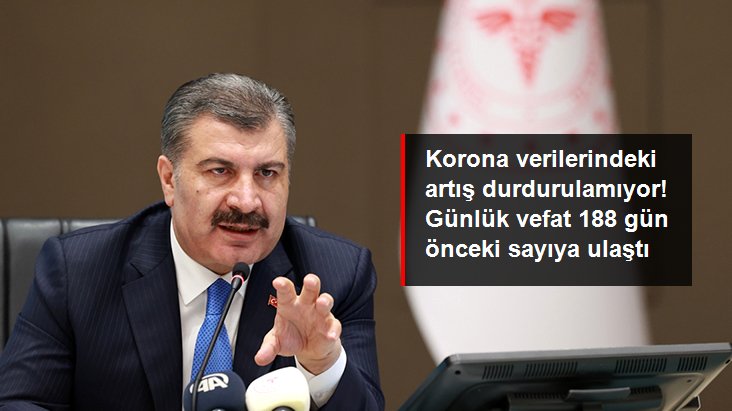 Korona verilerindeki
artış durdurulamıyor!
Günlük vefat 188 gün
önceki sayıya ulaştı
AA